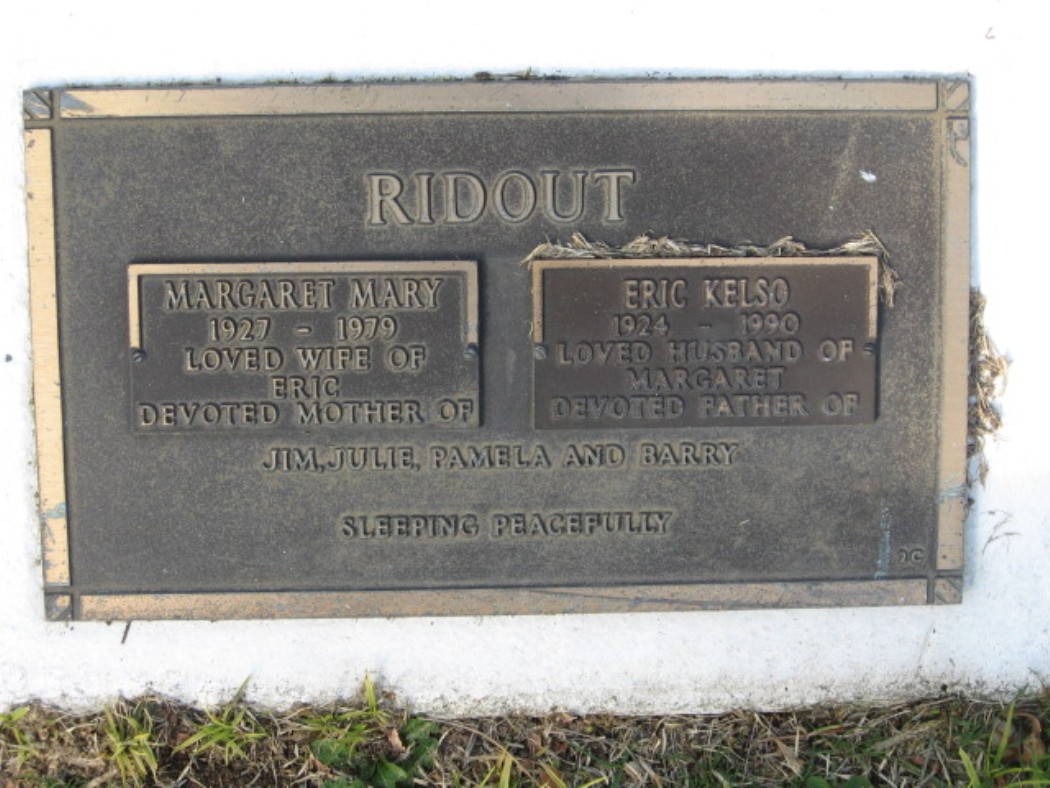 RIDOUT
MARGARET MARY
1927 - 1979
LOVED WIFE OF
ERIC
DEVOTED MOTHER OF
ERIC KELSO
1924 - 1990
LOVED HUSBAND OF
MARGARET
DEVOTED FATHER OF
JIM, JULIE, PAMELA AND BARRY
SLEEPING PEACEFULLY